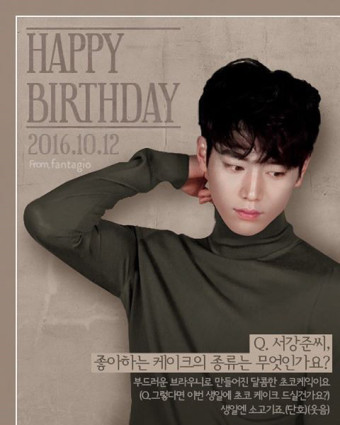 HAPPY
BIRTHDAY
2016.10.12
From.fantagio
Q. 서강준씨,
좋아하는 케이크의 종류는 무엇인가요?
부드러운 브라우니로 만들어진 달콤한 초코케익이요
(Q.그렇다면 이번 생일에 초코 케이크 드실건가요?)
생일엔 소고기죠.(단호)(웃음)